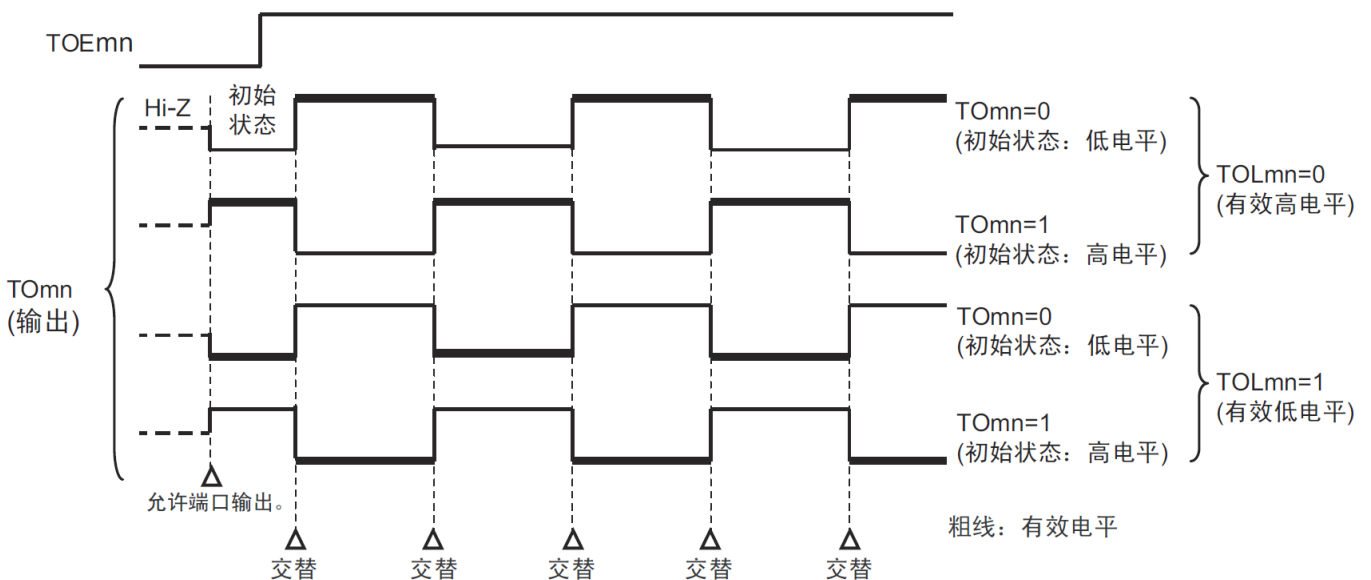 TOEmn
Hi-Z
初始
状态
TOmn=0
(初始状态：低电平)
TOLmn=0
(有效高电平)
TOmn=1
(初始状态：高电平)
TOmn
(输出)
TOmn=0
(初始状态：低电平)
TOLmn=1
(有效低电平)
TOmn=1
(初始状态：高电平)
允许端口输出。
粗线：有效电平
交替
交替
交替
交替
交替